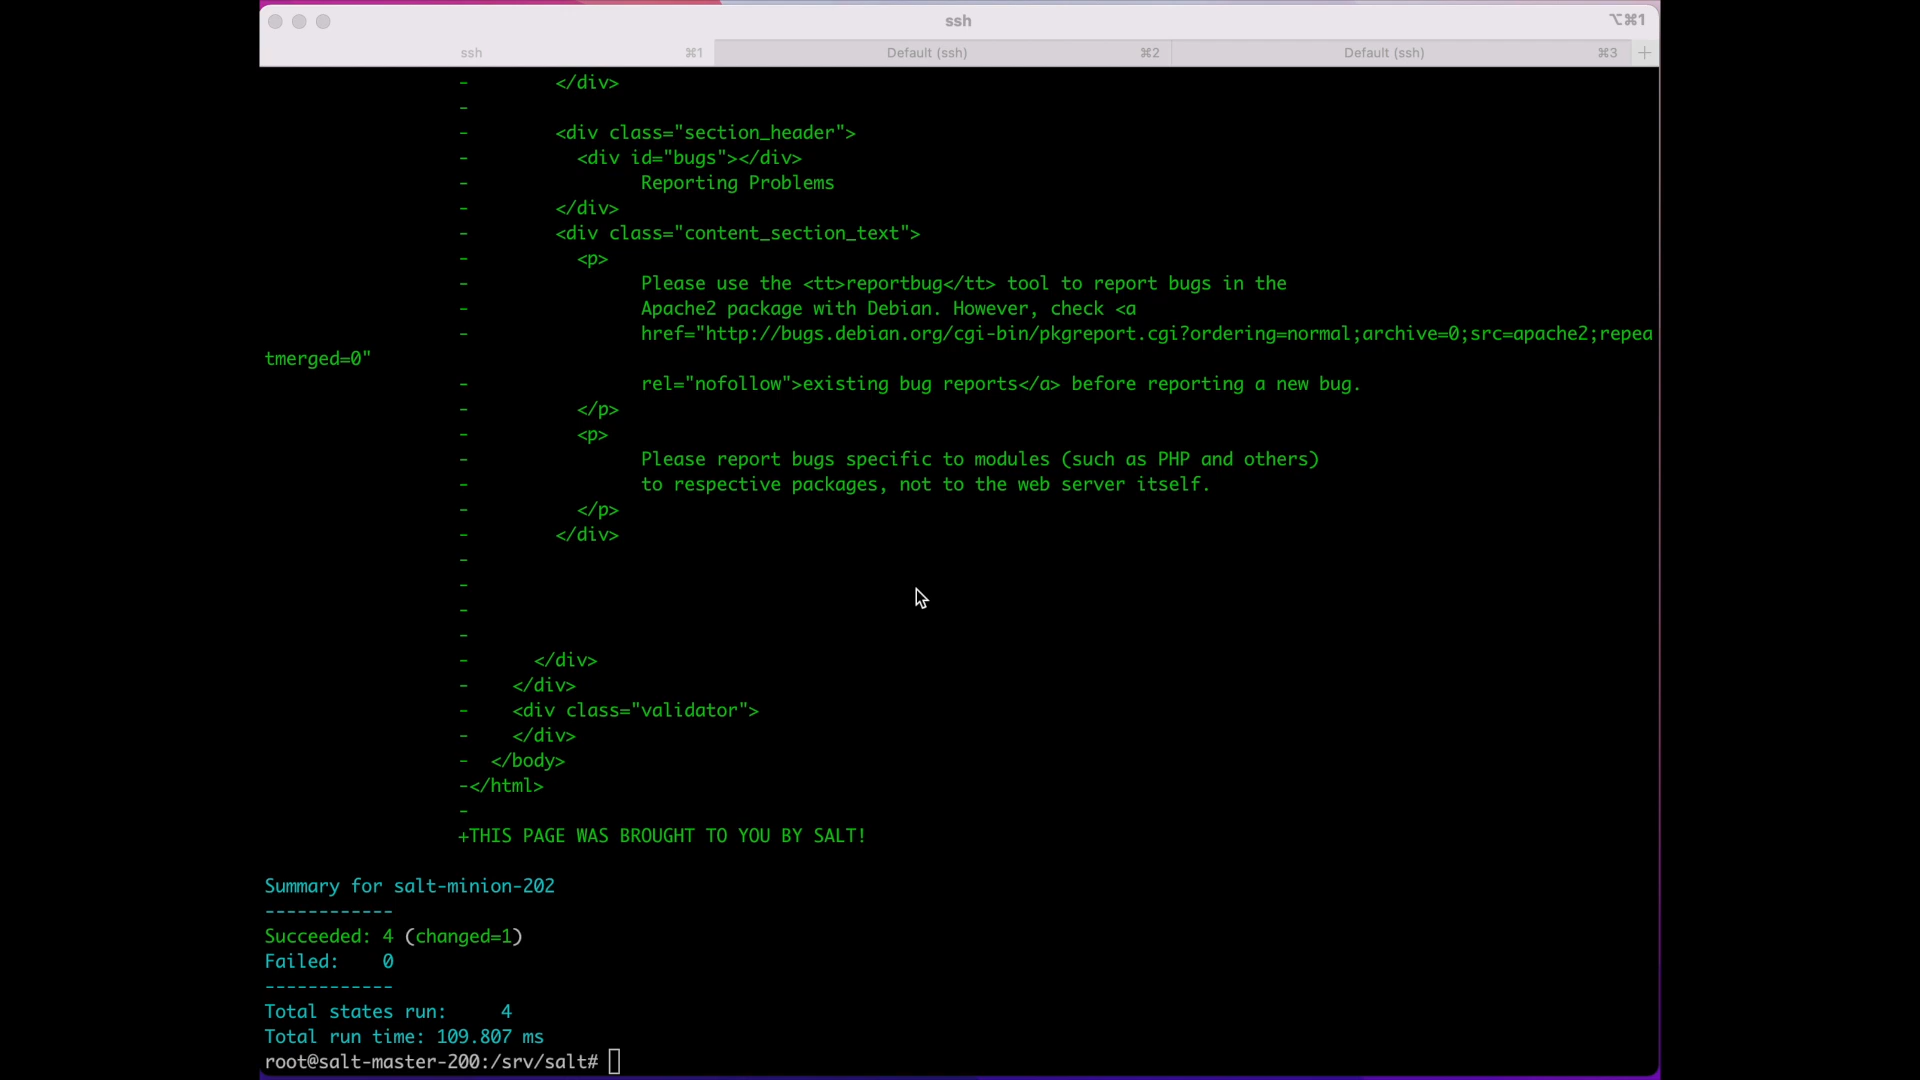 ssh
⌥⌘1
ssh ⌘1 Default (ssh) ⌘2 Default (ssh) ⌘3 +
-        </div>
-
-        <div class="section_header">
-          <div id="bugs"></div>
-                Reporting Problems
-        </div>
-        <div class="content_section_text">
-          <p>
-                Please use the <tt>reportbug</tt> tool to report bugs in the
-                Apache2 package with Debian. However, check <a
-                href="http://bugs.debian.org/cgi-bin/pkgreport.cgi?ordering=normal;archive=0;src=apache2;repea
tmerged=0"
-                rel="nofollow">existing bug reports</a> before reporting a new bug.
-          </p>
-          <p>
-                Please report bugs specific to modules (such as PHP and others)
-                to respective packages, not to the web server itself.
-          </p>
-        </div>
-
-
-
-
-      </div>
-    </div>
-    <div class="validator">
-    </div>
-  </body>
-</html>
-
+THIS PAGE WAS BROUGHT TO YOU BY SALT!
Summary for salt-minion-202
------------
Succeeded: 4 (changed=1)
Failed:    0
------------
Total states run:     4
Total run time: 109.807 ms
root@salt-master-200:/srv/salt#